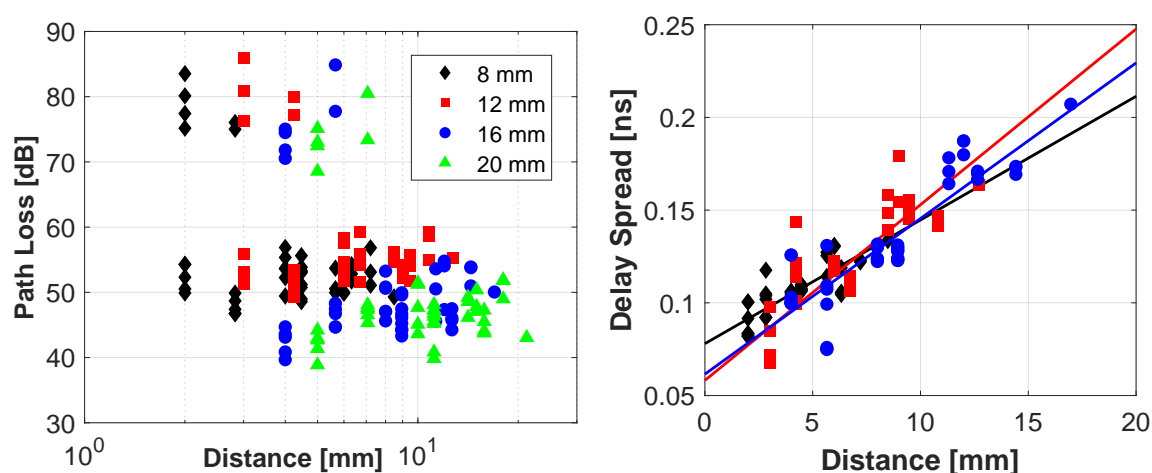 90
80
70
60
50
40
30
Path Loss [dB]
10^0
10^1
Distance [mm]
8 mm
12 mm
16 mm
20 mm
0.25
0.2
0.15
0.1
0.05
Delay Spread [ns]
0 5 10 15 20
Distance [mm]